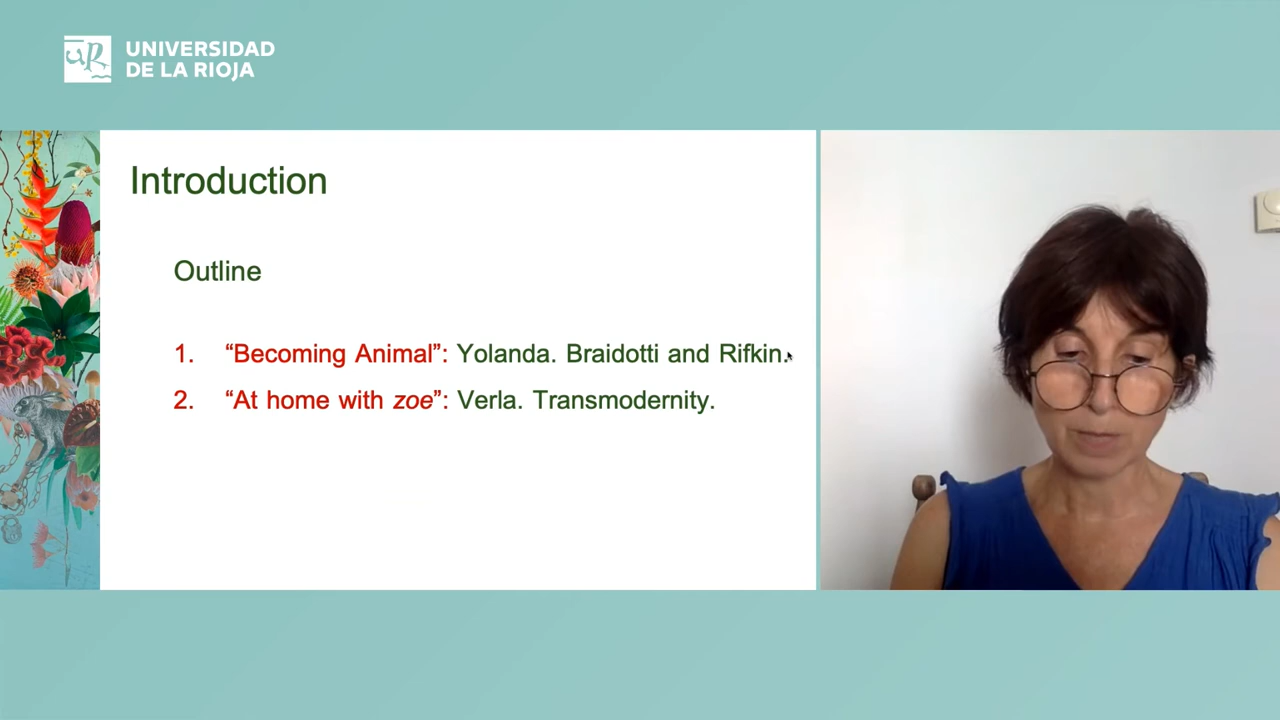 UNIVERSIDAD
DE LA RIOJA
Introduction
Outline
1. “Becoming Animal”: Yolanda. Braidotti and Rifkin.
2. “At home with zoe”: Verla. Transmodernity.